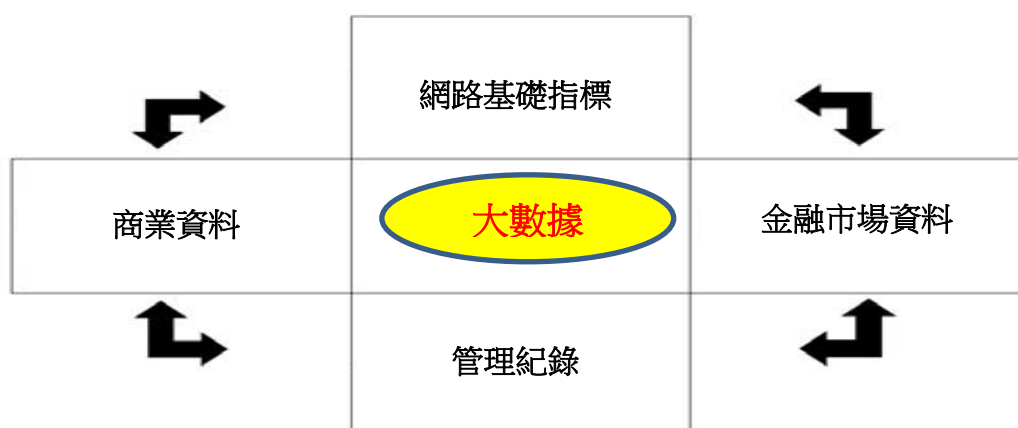 網路基礎指標
商業資料
大數據
金融市場資料
管理紀錄